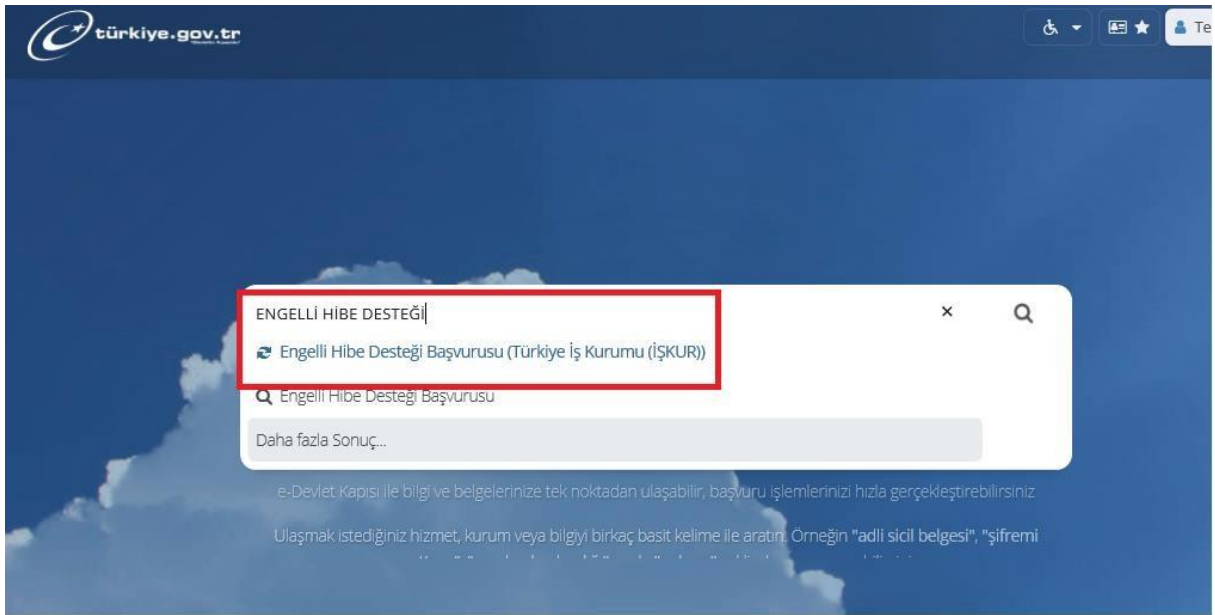 türkiye.gov.tr
Te
ENGELLİ HİBE DESTEĞİ
Engelli Hibe Desteği Başvurusu (Türkiye İş Kurumu (İŞKUR))
Engelli Hibe Desteği Başvurusu
Daha fazla Sonuç...
e-Devlet Kapısı ile bilgi ve belgelerinize tek noktadan ulaşabilir, başvuru işlemlerinizi hızla gerçekleştirebilirsiniz
Ulaşmak istediğiniz hizmet, kurum veya bilgiyi birkaç basit kelime ile aratın. Örneğin "adli sicil belgesi", "şifremi